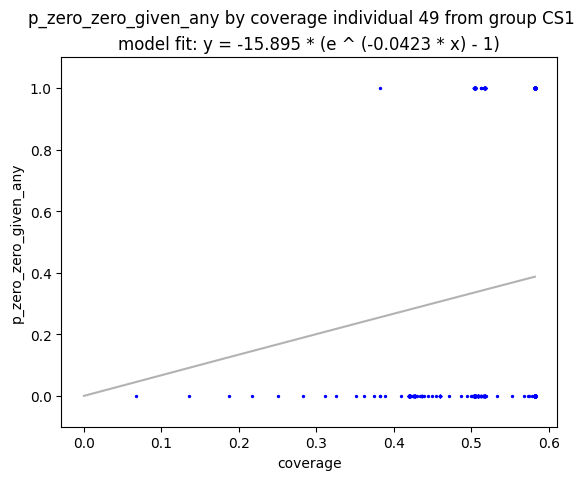 p_zero_zero_given_any by coverage individual 49 from group CS1
model fit: y = -15.895 * (e ^ (-0.0423 * x) - 1)
1.0
0.8
0.6
0.4
0.2
0.0
p_zero_zero_given_any
0.0 0.1 0.2 0.3 0.4 0.5 0.6
coverage